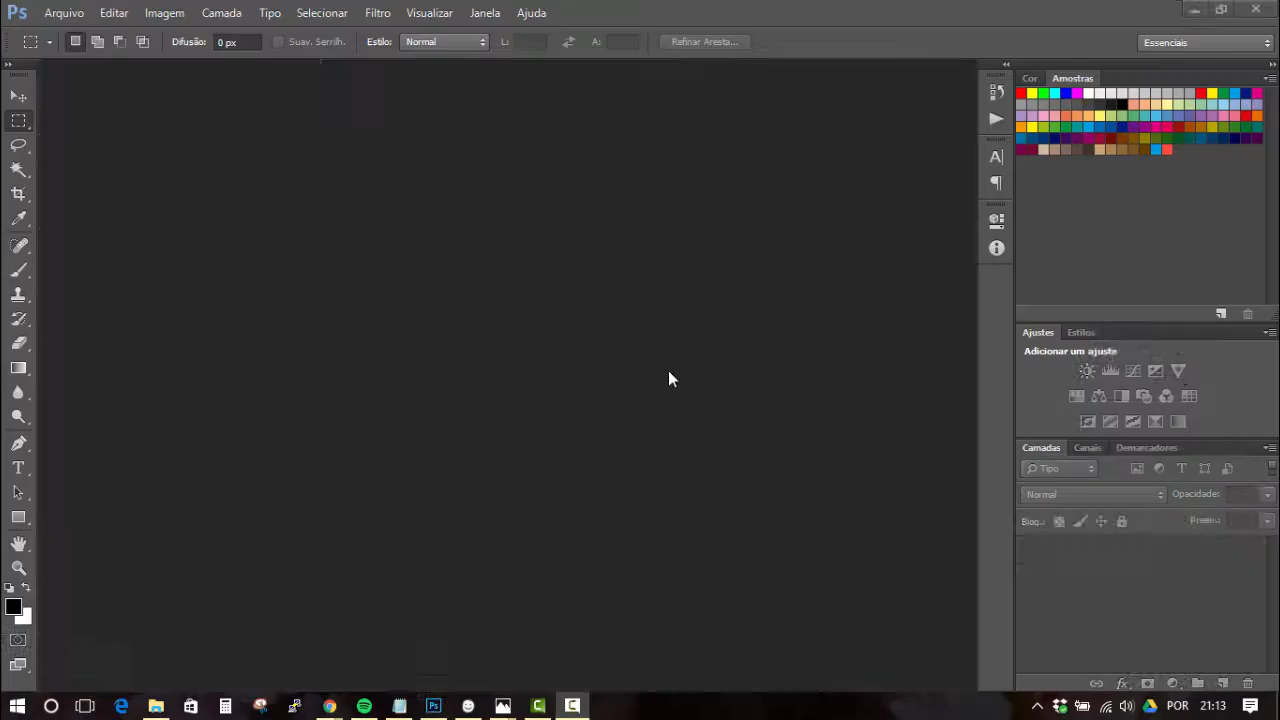 Ps Arquivo Editar Imagem Camada Tipo Selecionar Filtro Visualizar Janela Ajuda
Difusão: 0 px Suav. Serrilh. Estilo: Normal L: A: Refinar Aresta... Essenciais
Cor Amostras
Ajustes Estilos
Adicionar um ajuste
Camadas Canais Demarcadores
Tipo
Normal Opacidade:
Bloq.: Preench.:
POR 21:13